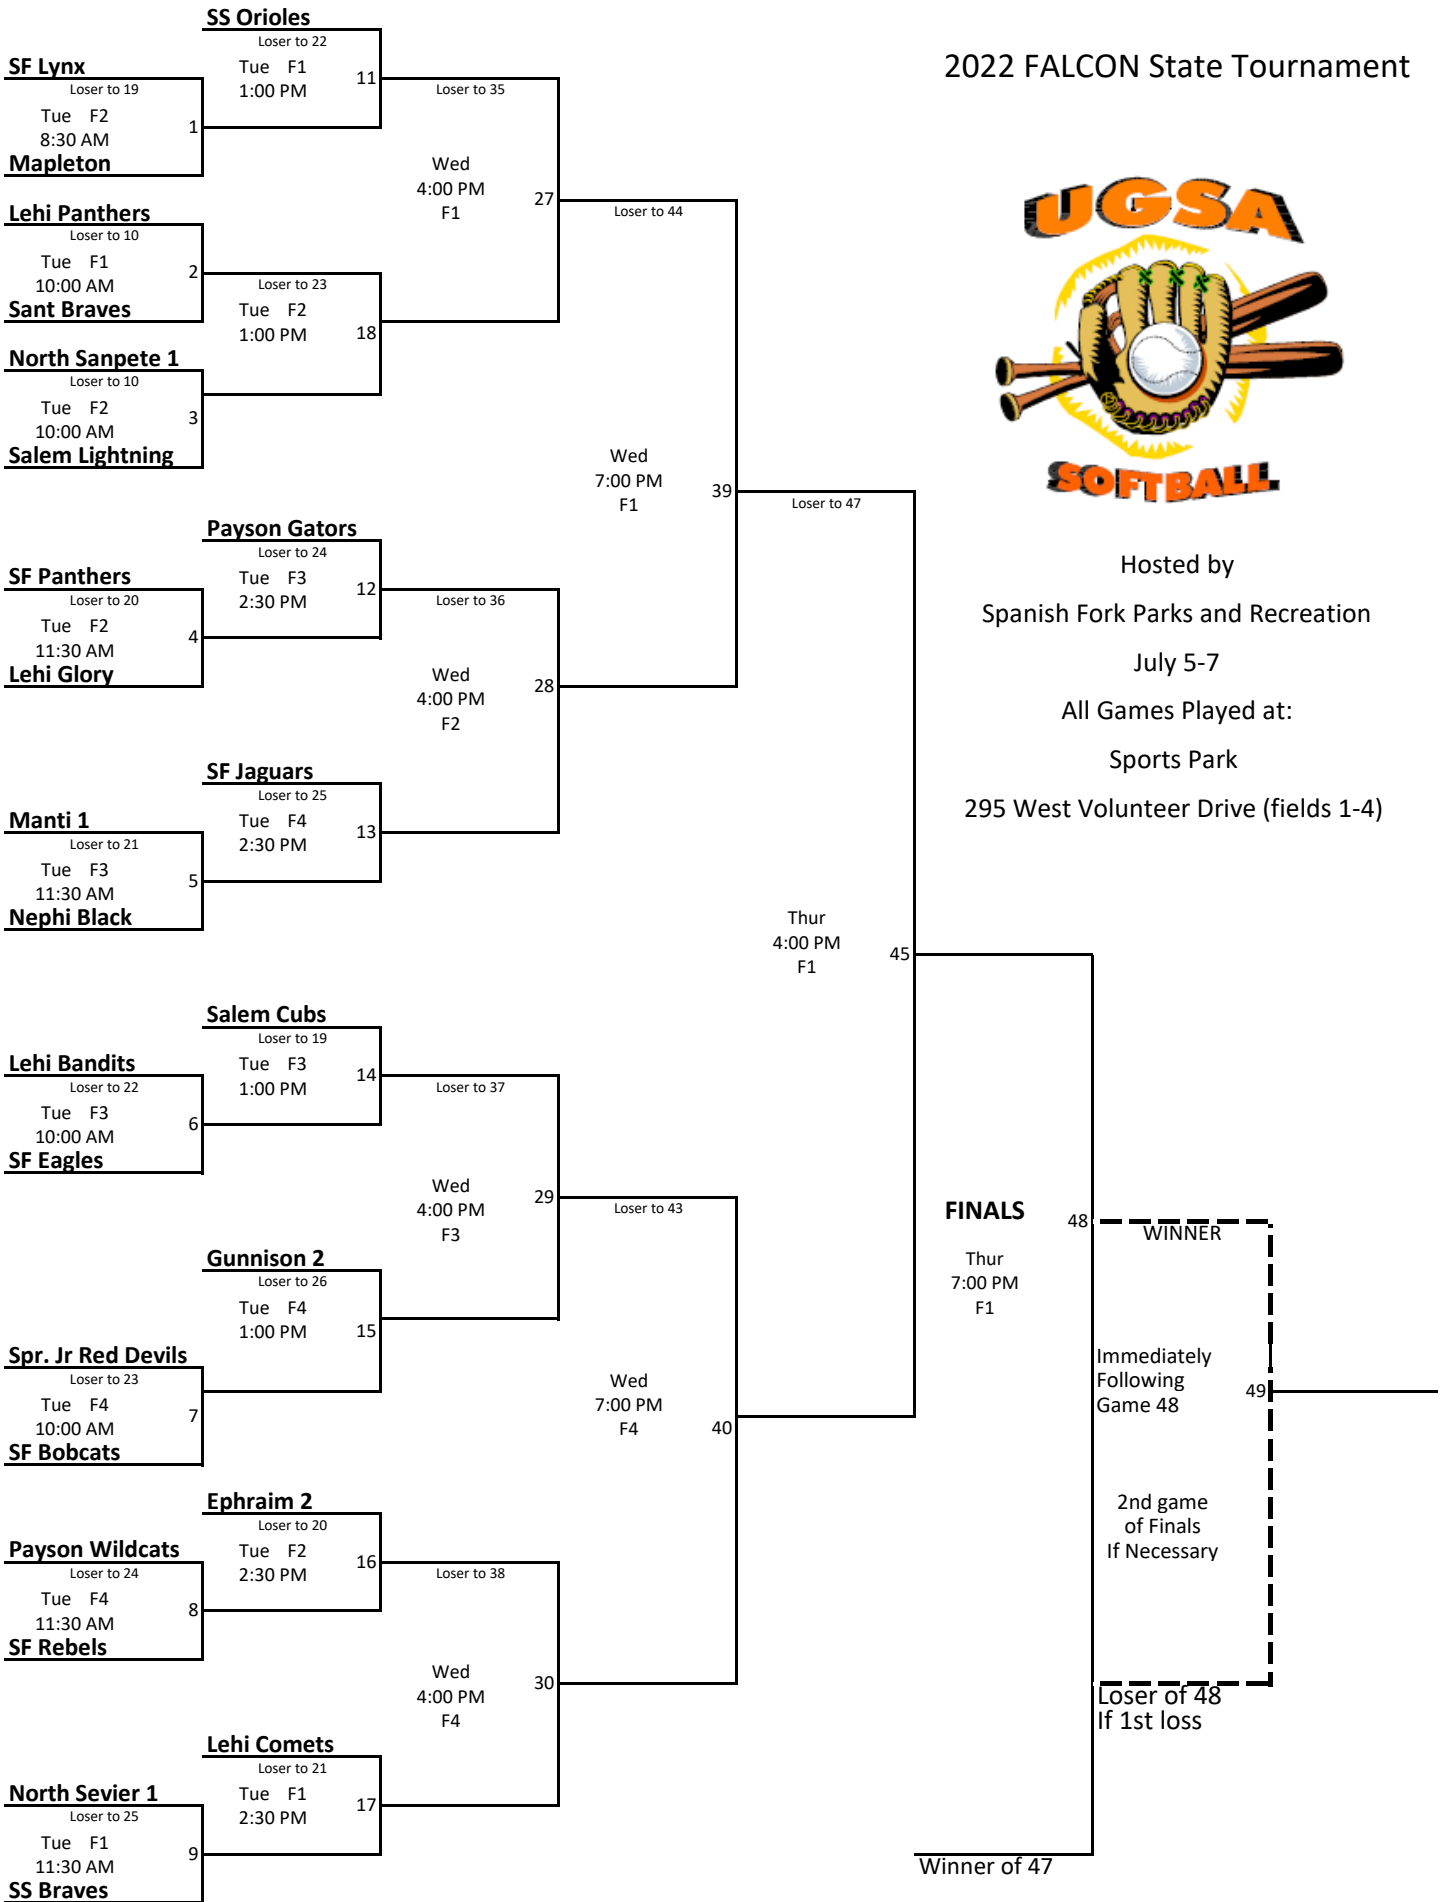 SS Orioles
Loser to 22
SF Lynx
Tue F1
2022 FALCON State Tournament
Loser to 19
1:00 PM
11
Loser to 35
Tue F2
8:30 AM
1
Mapleton
Wed
4:00 PM
F1
27
Lehi Panthers
Loser to 44
Loser to 10
Tue F1
10:00 AM
2
Loser to 23
Sant Braves
Tue F2
1:00 PM
18
North Sanpete 1
Loser to 10
Tue F2
10:00 AM
3
Salem Lightning
Wed
7:00 PM
F1
39
Loser to 47
UGSA
SOFTBALL
Payson Gators
Loser to 24
SF Panthers
Tue F3
2:30 PM
12
Loser to 20
Loser to 36
Tue F2
11:30 AM
4
Lehi Glory
Wed
4:00 PM
F2
28
Hosted by
Spanish Fork Parks and Recreation
July 5-7
All Games Played at:
Sports Park
295 West Volunteer Drive (fields 1-4)
SF Jaguars
Loser to 25
Manti 1
Tue F4
2:30 PM
13
Loser to 21
Tue F3
11:30 AM
5
Nephi Black
Thur
4:00 PM
F1
45
Salem Cubs
Loser to 19
Lehi Bandits
Tue F3
1:00 PM
14
Loser to 22
Loser to 37
Tue F3
10:00 AM
6
SF Eagles
Wed
4:00 PM
F3
29
Loser to 43
FINALS
48
WINNER
Thur
7:00 PM
F1
Gunnison 2
Loser to 26
Tue F4
1:00 PM
15
Spr. Jr Red Devils
Loser to 23
Tue F4
10:00 AM
7
SF Bobcats
Wed
7:00 PM
F4
40
Immediately
Following
Game 48
49
2nd game
of Finals
If Necessary
Ephraim 2
Loser to 20
Payson Wildcats
Tue F2
2:30 PM
16
Loser to 24
Loser to 38
Tue F4
11:30 AM
8
SF Rebels
Wed
4:00 PM
F4
30
Loser of 48
If 1st loss
Lehi Comets
Loser to 21
North Sevier 1
Tue F1
2:30 PM
17
Loser to 25
Tue F1
11:30 AM
9
SS Braves
Winner of 47